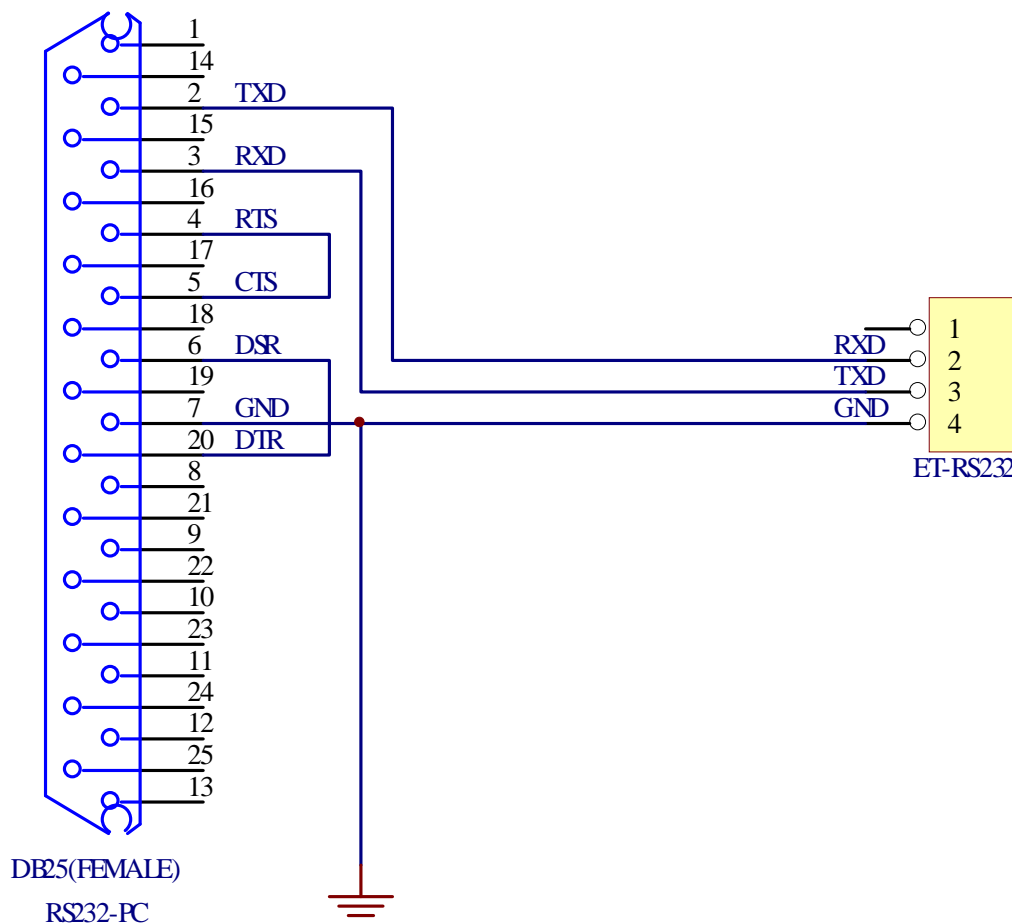 1
14
2 TXD
15
3 RXD
16
4 RTS
17
5 CTS
18
6 DSR
19
7 GND
20 DTR
8
21
9
22
10
23
11
24
12
25
13
DB25(FEMALE)
RS232-PC
1
RXD 2
TXD 3
GND 4
ET-RS232